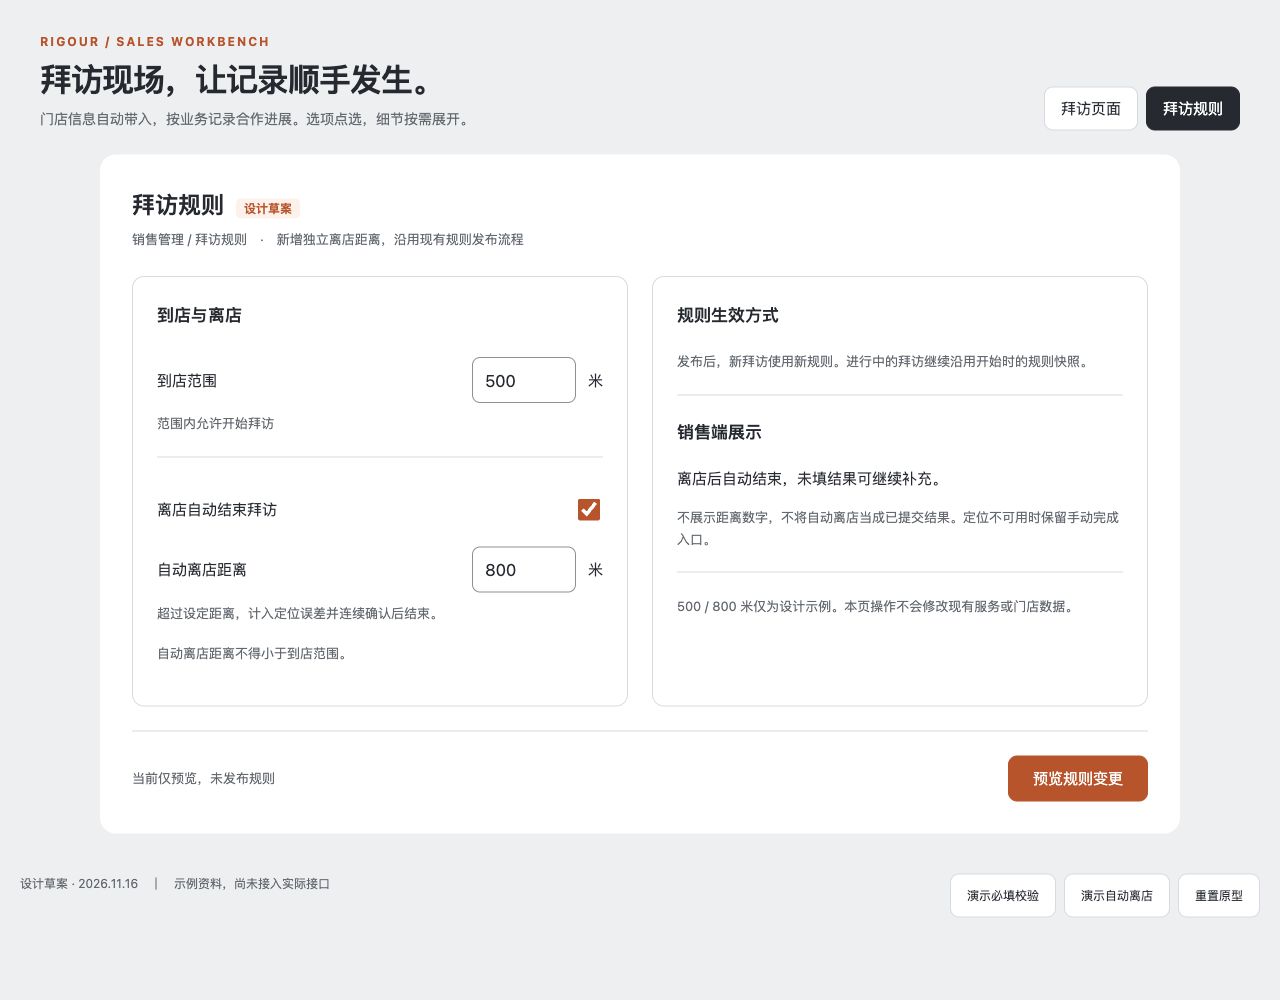 RIGOUR / SALES WORKBENCH
拜访现场，让记录顺手发生。
门店信息自动带入，按业务记录合作进展。选项点选，细节按需展开。
拜访页面
拜访规则
拜访规则
设计草案
销售管理 / 拜访规则 · 新增独立离店距离，沿用现有规则发布流程
到店与离店
到店范围
500
米
范围内允许开始拜访
离店自动结束拜访
自动离店距离
800
米
超过设定距离，计入定位误差并连续确认后结束。
自动离店距离不得小于到店范围。
规则生效方式
发布后，新拜访使用新规则。进行中的拜访继续沿用开始时的规则快照。
销售端展示
离店后自动结束，未填结果可继续补充。
不展示距离数字，不将自动离店当成已提交结果。定位不可用时保留手动完成
入口。
500 / 800 米仅为设计示例。本页操作不会修改现有服务或门店数据。
当前仅预览，未发布规则
预览规则变更
设计草案 · 2026.11.16 | 示例资料，尚未接入实际接口
演示必填校验
演示自动离店
重置原型